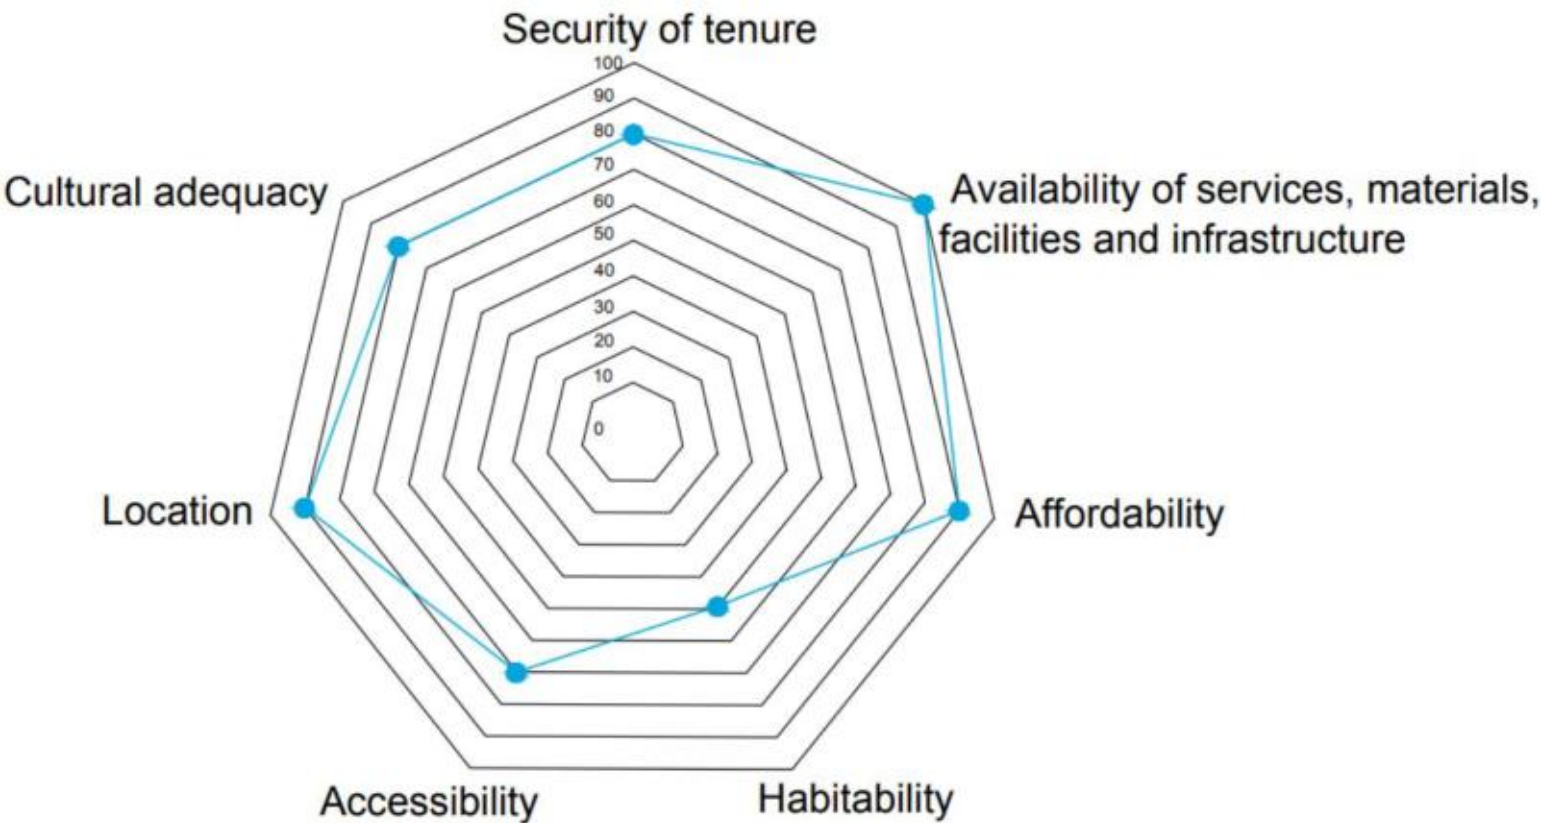 Security of tenure
100
90
80
70
60
50
40
30
20
10
0
Cultural adequacy
Availability of services, materials,
facilities and infrastructure
Location
Affordability
Accessibility
Habitability